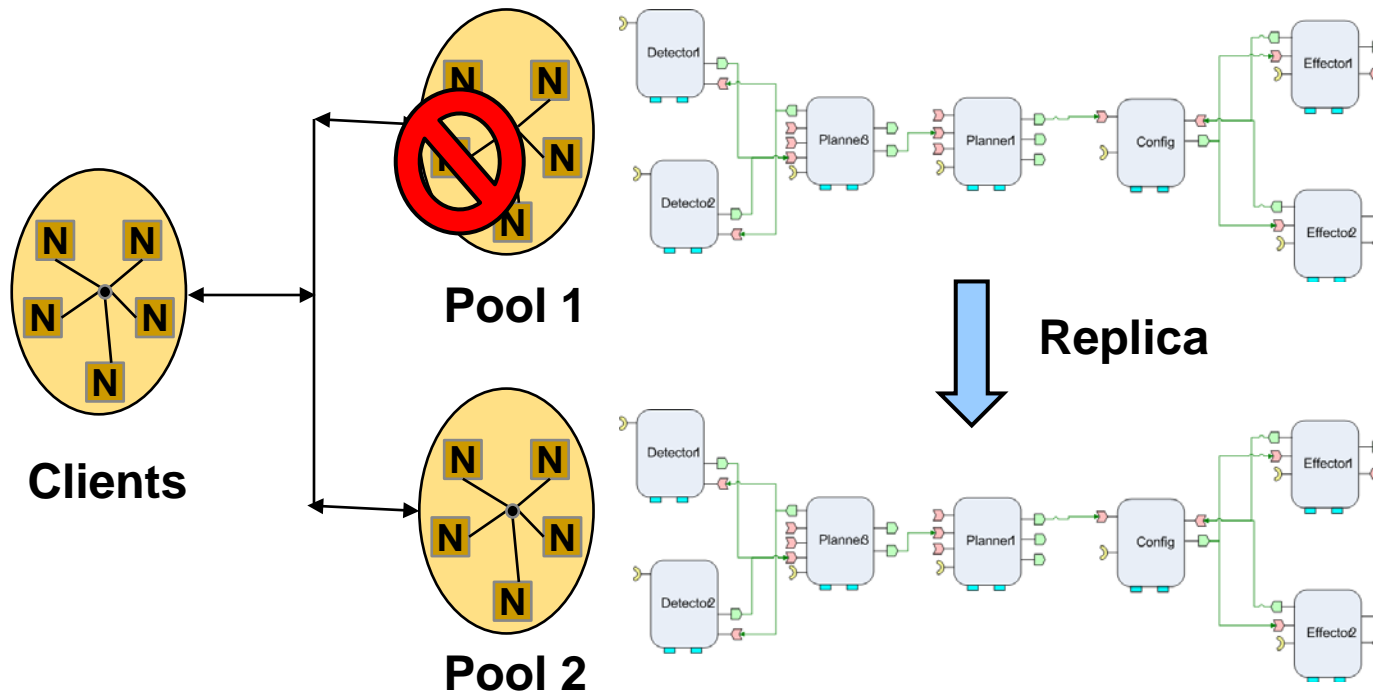 N
N
N
N
N
Clients
N
N
N
N
N
Pool 1
N
N
N
N
N
Pool 2
Detector1
Detector2
Planner3
Planner1
Config
Effector1
Effector2
Replica
Detector1
Detector2
Planner3
Planner1
Config
Effector1
Effector2